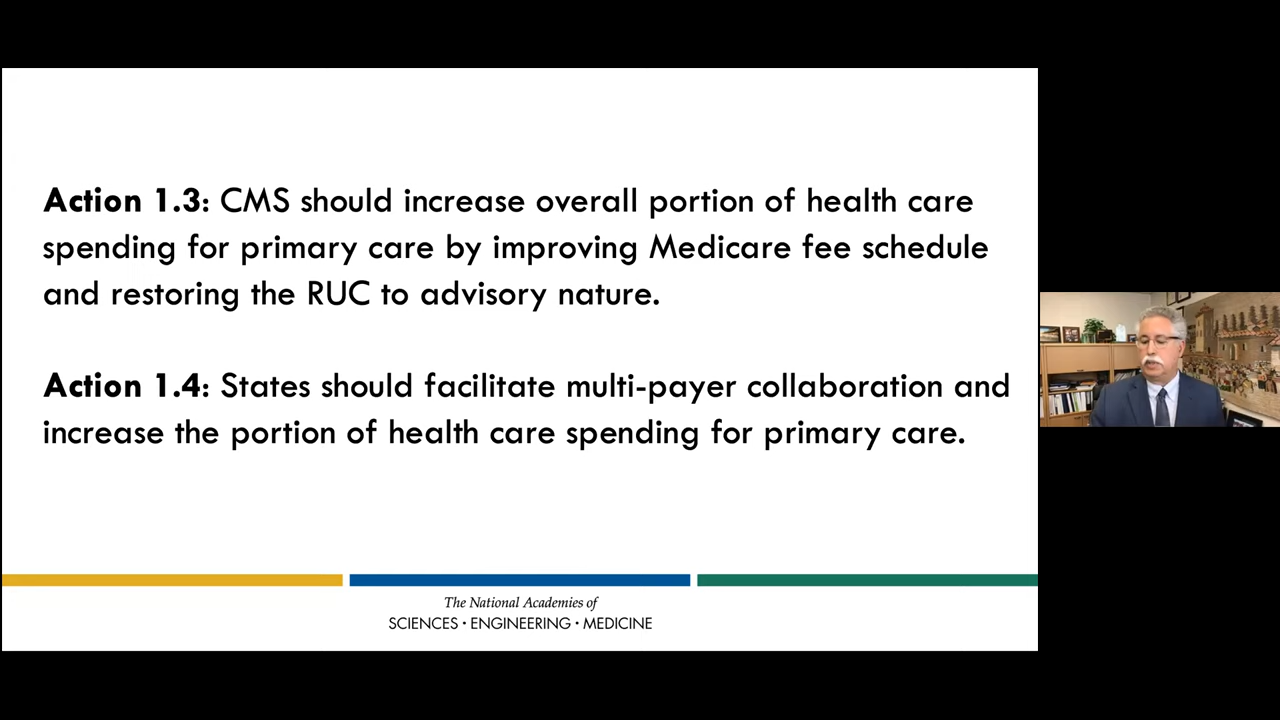 Action 1.3: CMS should increase overall portion of health care
spending for primary care by improving Medicare fee schedule
and restoring the RUC to advisory nature.
Action 1.4: States should facilitate multi-payer collaboration and
increase the portion of health care spending for primary care.
The National Academies of
SCIENCES • ENGINEERING • MEDICINE